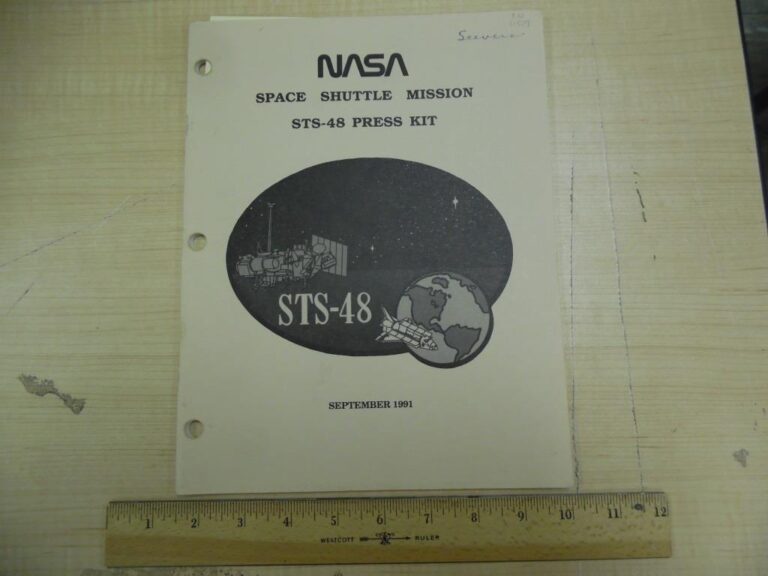 NASA
SPACE SHUTTLE MISSION
STS-48 PRESS KIT
STS-48
SEPTEMBER 1991
1 2 3 4 5 6 7 8 9 10 11 12
WESTCOTT RULER